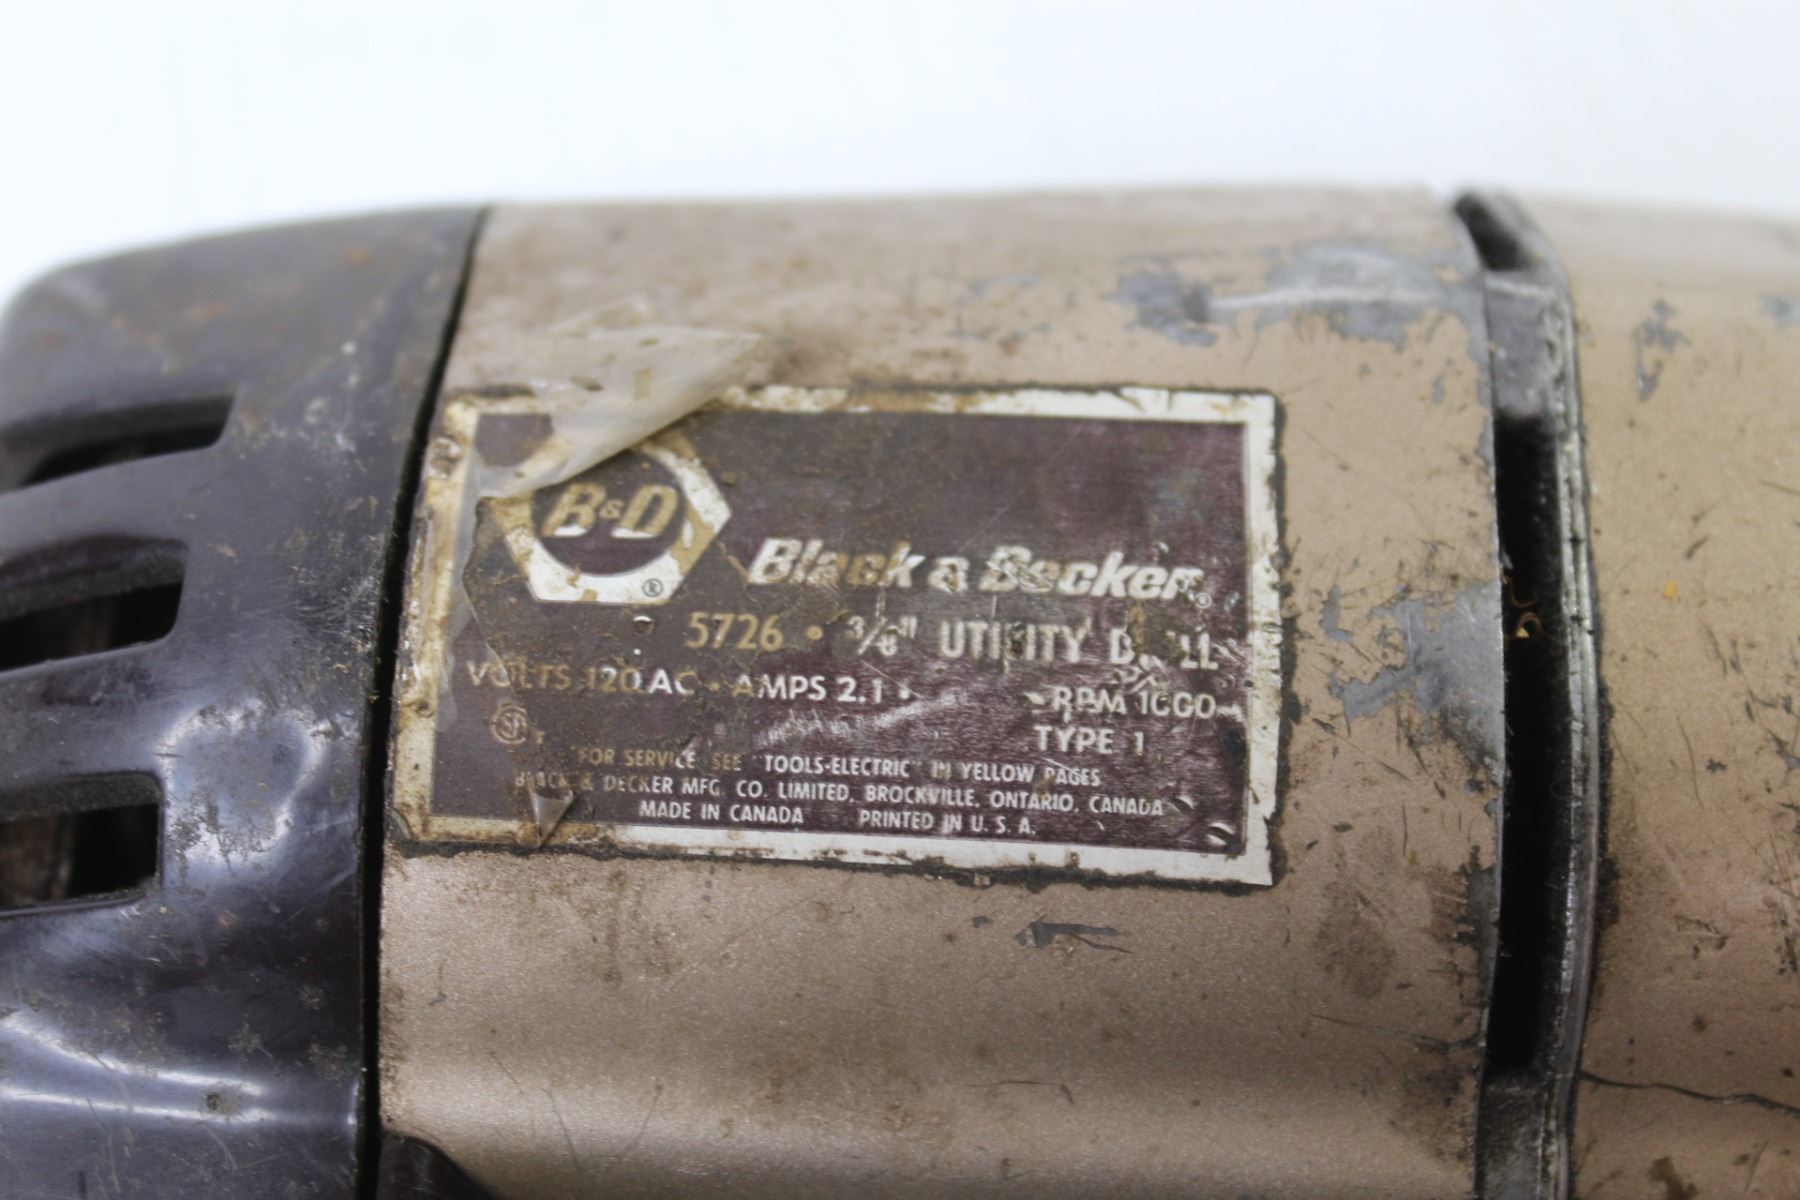 B&D ®
Black & Decker®
5726 • 3/8" UTILITY DRILL
VOLTS 120 AC • AMPS 2.1 • RPM 1000
TYPE 1
FOR SERVICE SEE "TOOLS-ELECTRIC" IN YELLOW PAGES
BLACK & DECKER MFG. CO. LIMITED, BROCKVILLE, ONTARIO, CANADA
MADE IN CANADA PRINTED IN U.S.A.